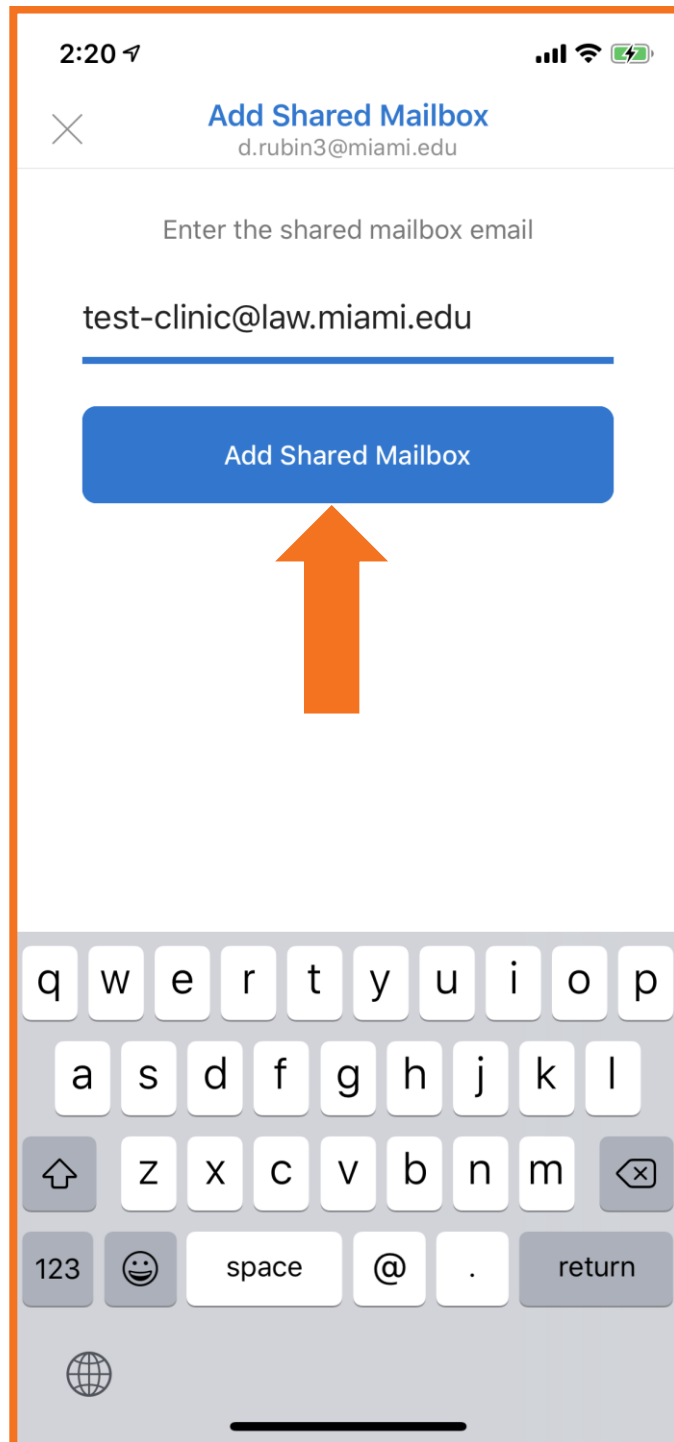 2:20
Add Shared Mailbox
d.rubin3@miami.edu
Enter the shared mailbox email
test-clinic@law.miami.edu
Add Shared Mailbox
q w e r t y u i o p
a s d f g h j k l
z x c v b n m
123 space @ . return